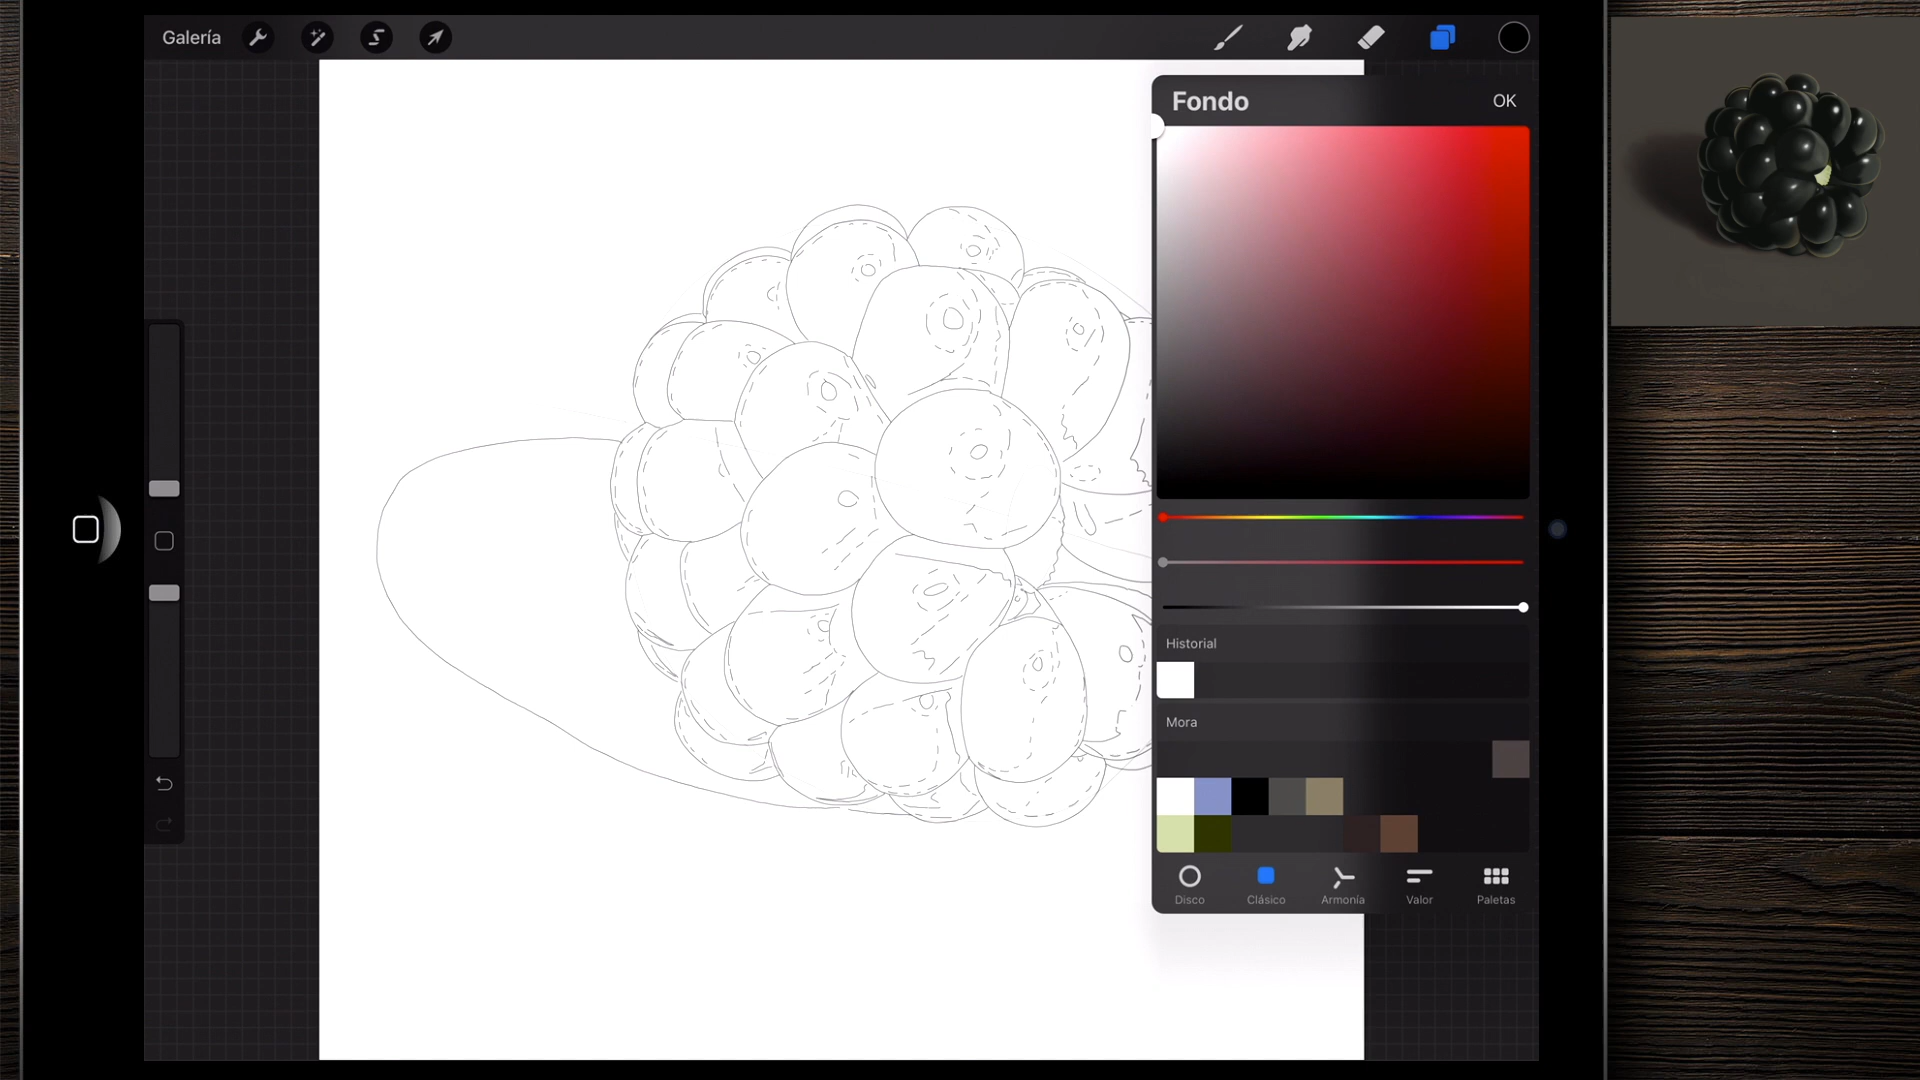 Galería
Fondo
OK
Historial
Mora
Disco
Clásico
Armonía
Valor
Paletas